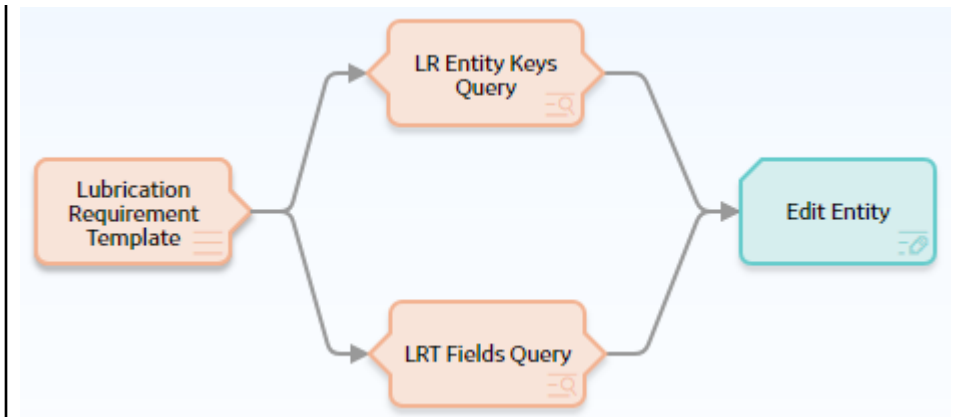 LR Entity Keys
Query
Lubrication
Requirement
Template
Edit Entity
LRT Fields Query